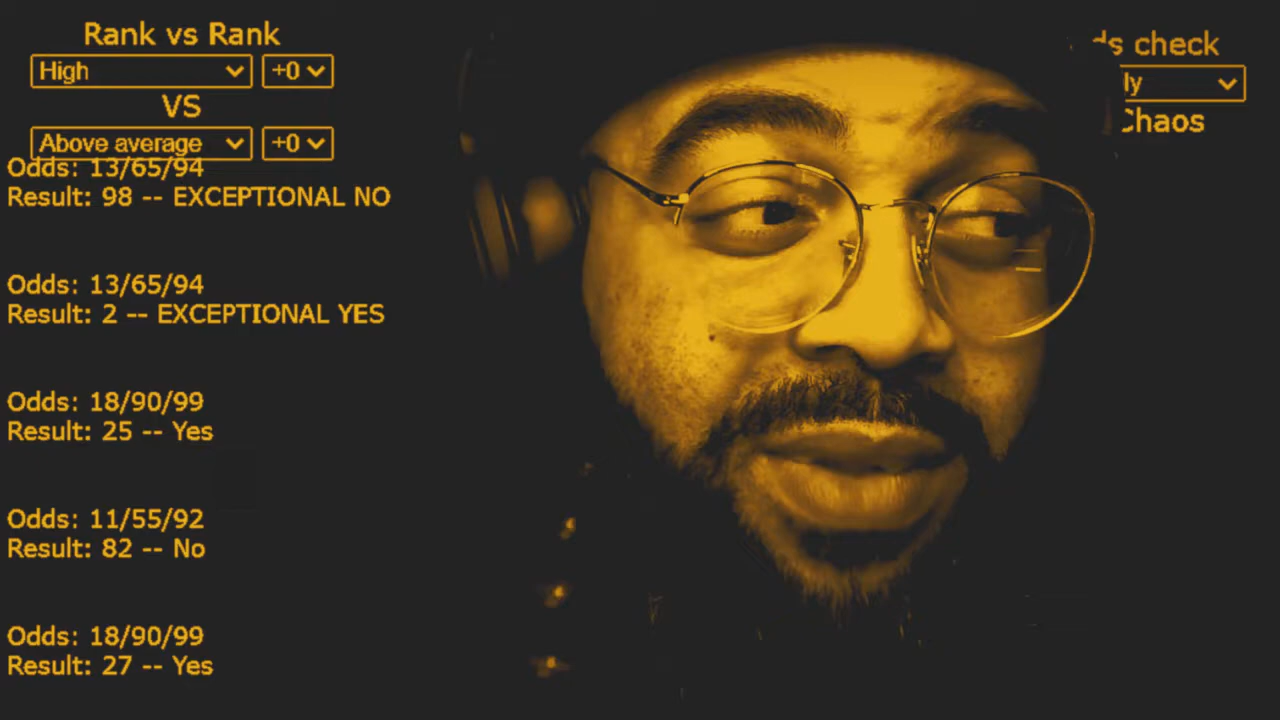 Rank vs Rank
High +0
VS
Above average +0
Odds: 13/65/94
Result: 98 -- EXCEPTIONAL NO
Odds: 13/65/94
Result: 2 -- EXCEPTIONAL YES
Odds: 18/90/99
Result: 25 -- Yes
Odds: 11/55/92
Result: 82 -- No
Odds: 18/90/99
Result: 27 -- Yes
check
Chaos